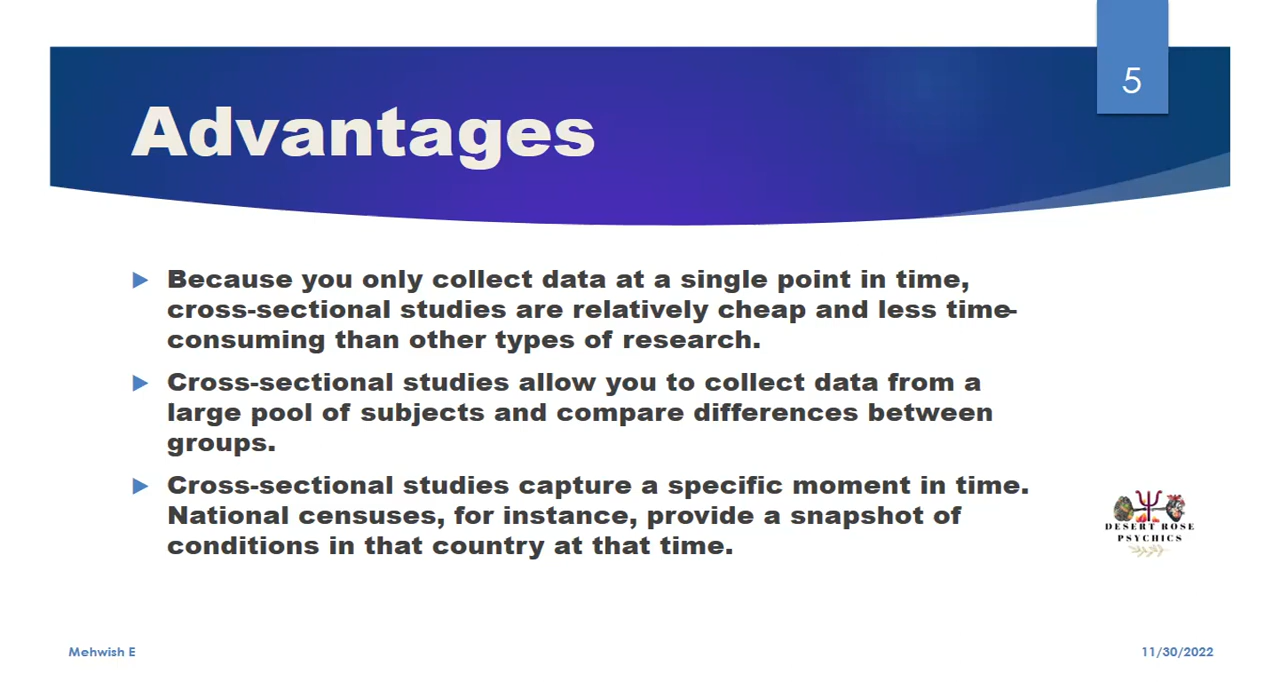 5
Advantages
Because you only collect data at a single point in time,
cross-sectional studies are relatively cheap and less time-
consuming than other types of research.
Cross-sectional studies allow you to collect data from a
large pool of subjects and compare differences between
groups.
Cross-sectional studies capture a specific moment in time.
National censuses, for instance, provide a snapshot of
conditions in that country at that time.
DESERT ROSE
PSYCHICS
Mehwish E
11/30/2022